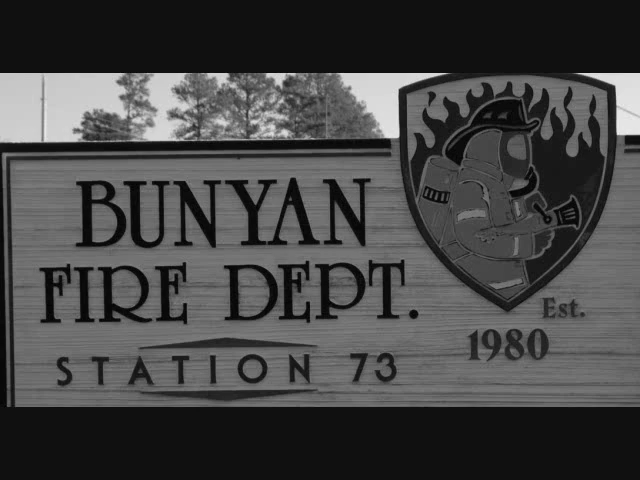 BUNYAN
FIRE DEPT.
STATION 73
Est.
1980